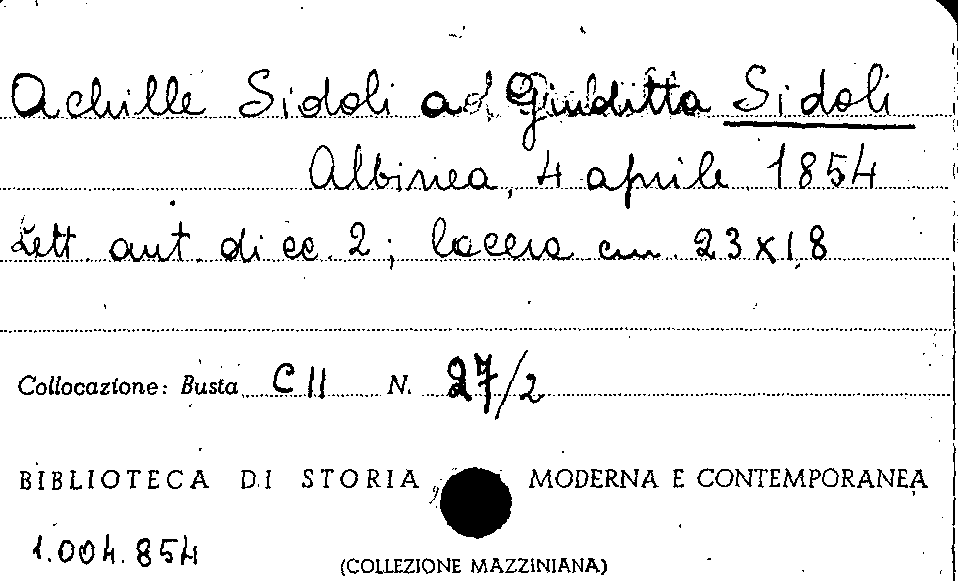 Achille Sidoli ad Giuditta Sidoli
Albinea, 4 aprile 1854
Lett. aut. di cc. 2; lacera cm. 23x18
Collocazione: Busta C II N. 27/2
BIBLIOTECA DI STORIA MODERNA E CONTEMPORANEA
1.004.854
(COLLEZIONE MAZZINIANA)